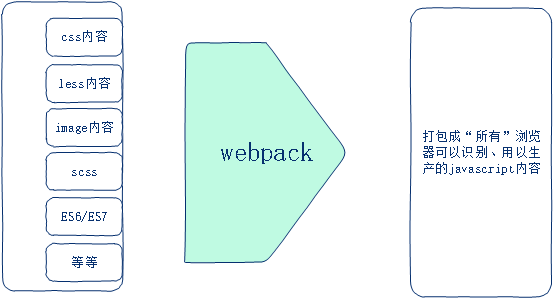 css内容
less内容
image内容
scss
ES6/ES7
等等
webpack
打包成“所有”浏览
器可以识别、用以生
产的javascript内容